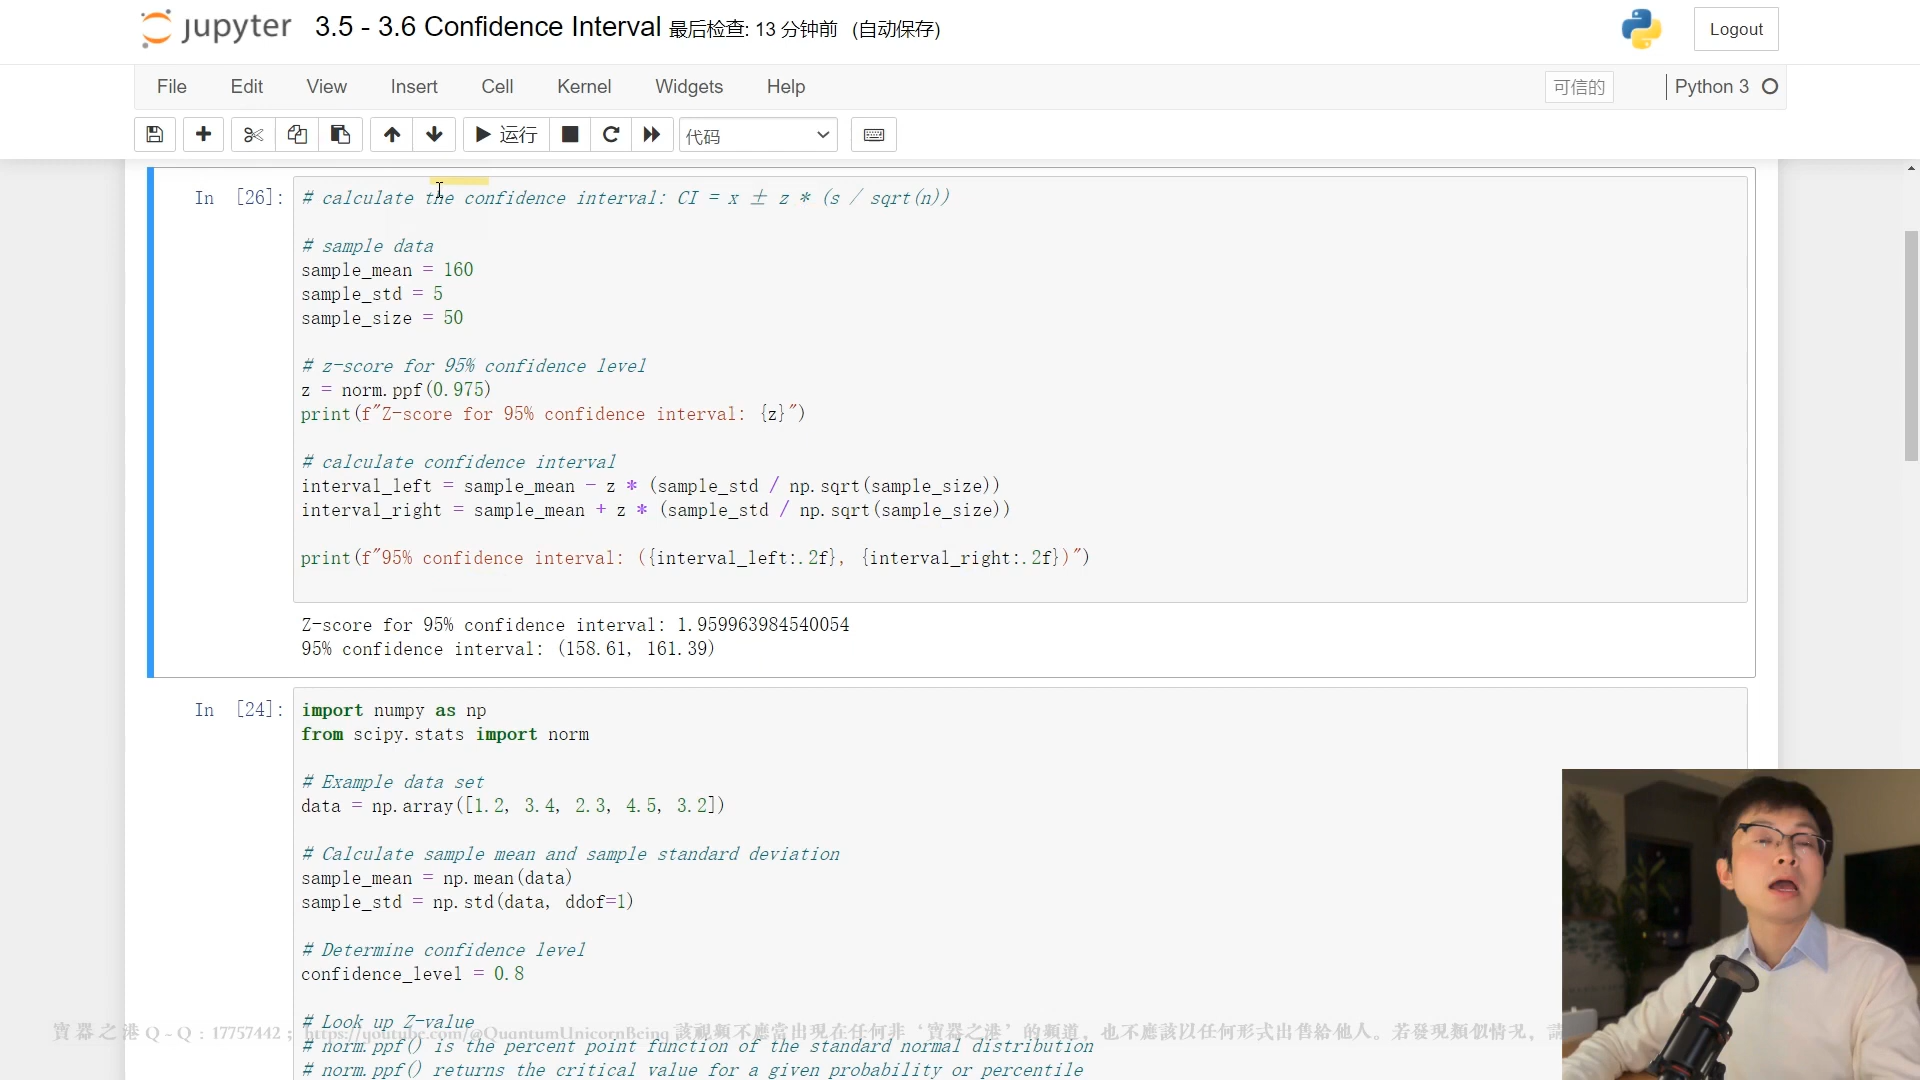 jupyter 3.5 - 3.6 Confidence Interval 最后检查: 13 分钟前 (自动保存)
Logout
File Edit View Insert Cell Kernel Widgets Help
可信的
Python 3
运行
代码
In [26]:
# calculate the confidence interval: CI = x ± z * (s / sqrt(n))
# sample data
sample_mean = 160
sample_std = 5
sample_size = 50
# z-score for 95% confidence level
z = norm.ppf(0.975)
print(f"Z-score for 95% confidence interval: {z}")
# calculate confidence interval
interval_left = sample_mean - z * (sample_std / np.sqrt(sample_size))
interval_right = sample_mean + z * (sample_std / np.sqrt(sample_size))
print(f"95% confidence interval: ({interval_left:.2f}, {interval_right:.2f})")
Z-score for 95% confidence interval: 1.959963984540054
95% confidence interval: (158.61, 161.39)
In [24]:
import numpy as np
from scipy.stats import norm
# Example data set
data = np.array([1.2, 3.4, 2.3, 4.5, 3.2])
# Calculate sample mean and sample standard deviation
sample_mean = np.mean(data)
sample_std = np.std(data, ddof=1)
# Determine confidence level
confidence_level = 0.8
# Look up Z-value
寶器之港 Q-Q : 17757442 ; https://youtube.com/@QuantumUnicornBeing 該視頻不應當出現在任何非‘寶器之港’的頻道，也不應該以任何形式出售給他人。若發現類似情況，請
# norm.ppf() is the percent point function of the standard normal distribution
# norm.ppf() returns the critical value for a given probability or percentile